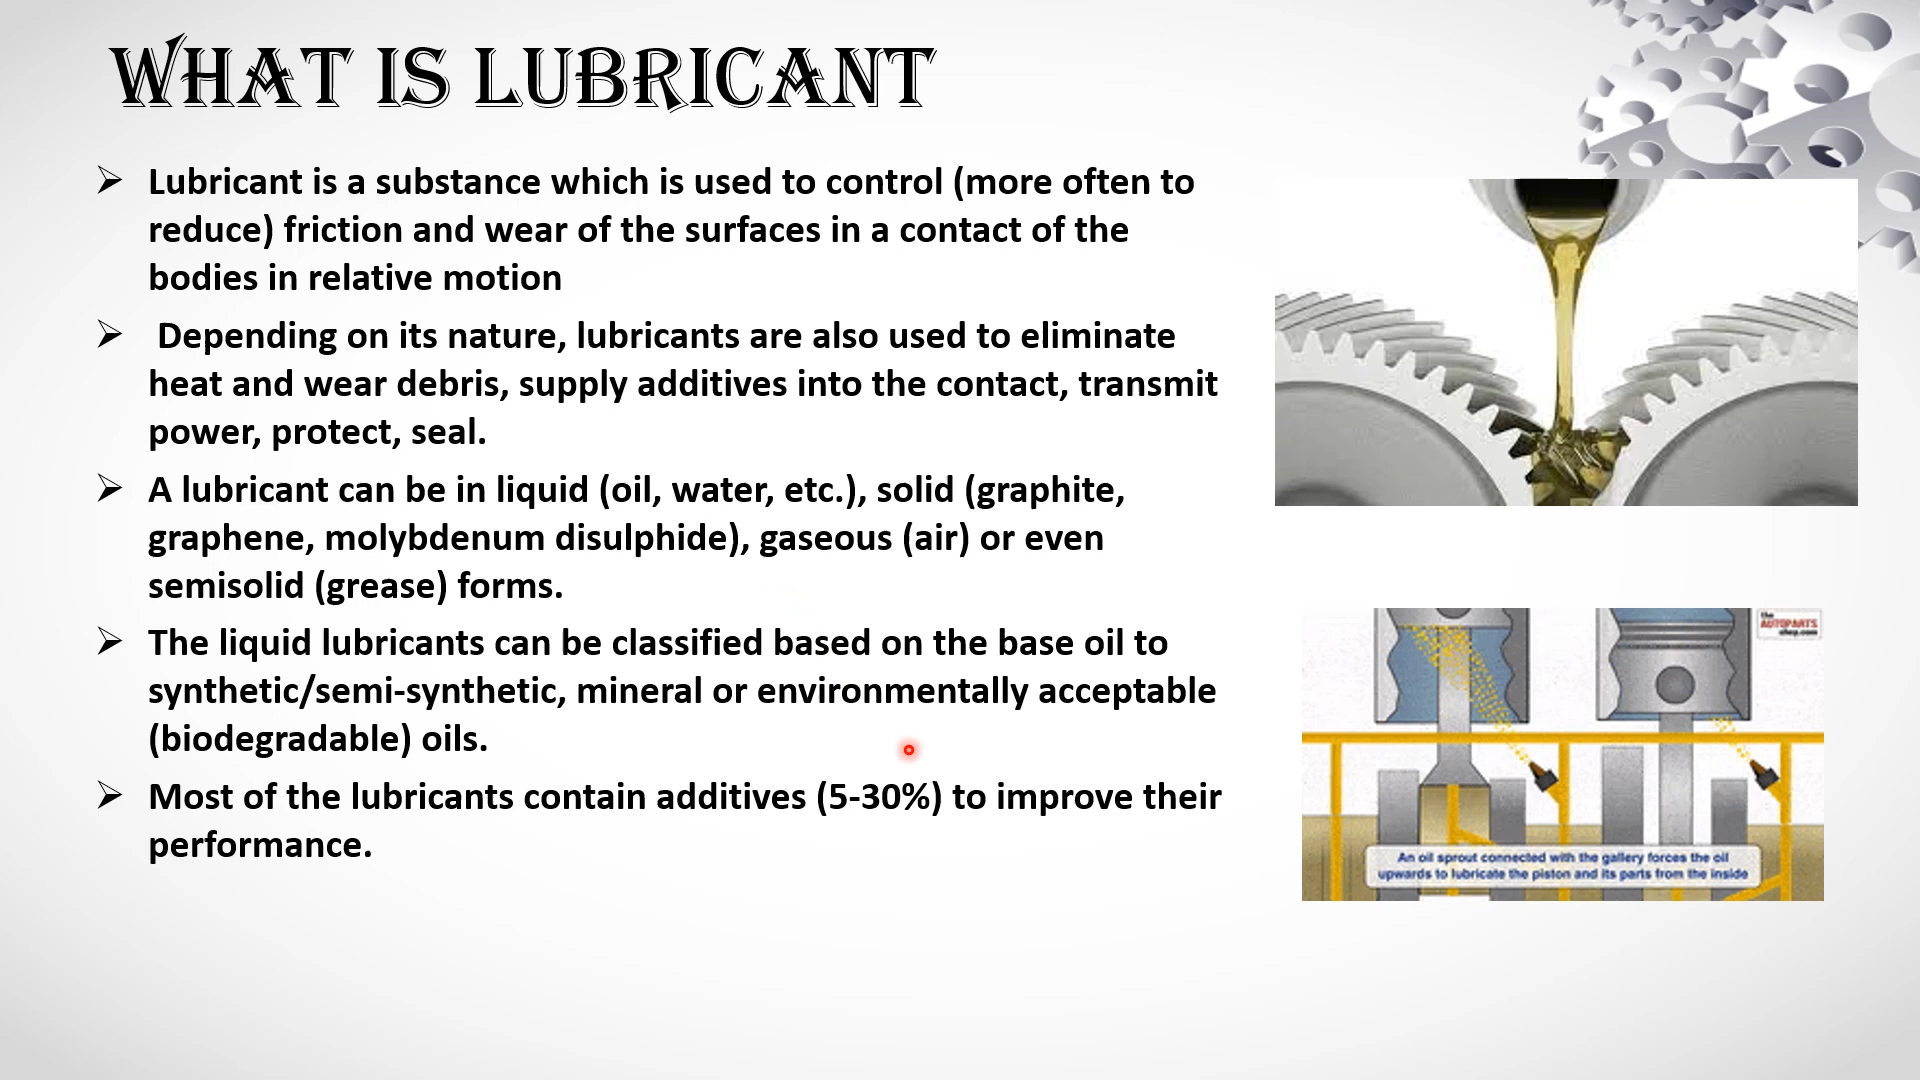 WHAT IS LUBRICANT
➢ Lubricant is a substance which is used to control (more often to
reduce) friction and wear of the surfaces in a contact of the
bodies in relative motion
➢ Depending on its nature, lubricants are also used to eliminate
heat and wear debris, supply additives into the contact, transmit
power, protect, seal.
➢ A lubricant can be in liquid (oil, water, etc.), solid (graphite,
graphene, molybdenum disulphide), gaseous (air) or even
semisolid (grease) forms.
➢ The liquid lubricants can be classified based on the base oil to
synthetic/semi-synthetic, mineral or environmentally acceptable
(biodegradable) oils.
➢ Most of the lubricants contain additives (5-30%) to improve their
performance.
the
AUTOPARTS
shop.com
An oil sprout connected with the gallery forces the oil
upwards to lubricate the piston and its parts from the inside